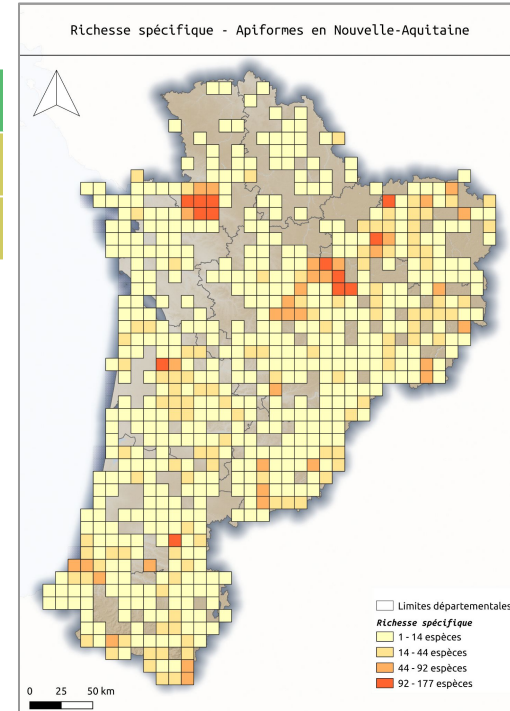 Richesse spécifique - Apiformes en Nouvelle-Aquitaine
Limites départementales
Richesse spécifique
1 - 14 espèces
14 - 44 espèces
44 - 92 espèces
92 - 177 espèces
0 25 50 km